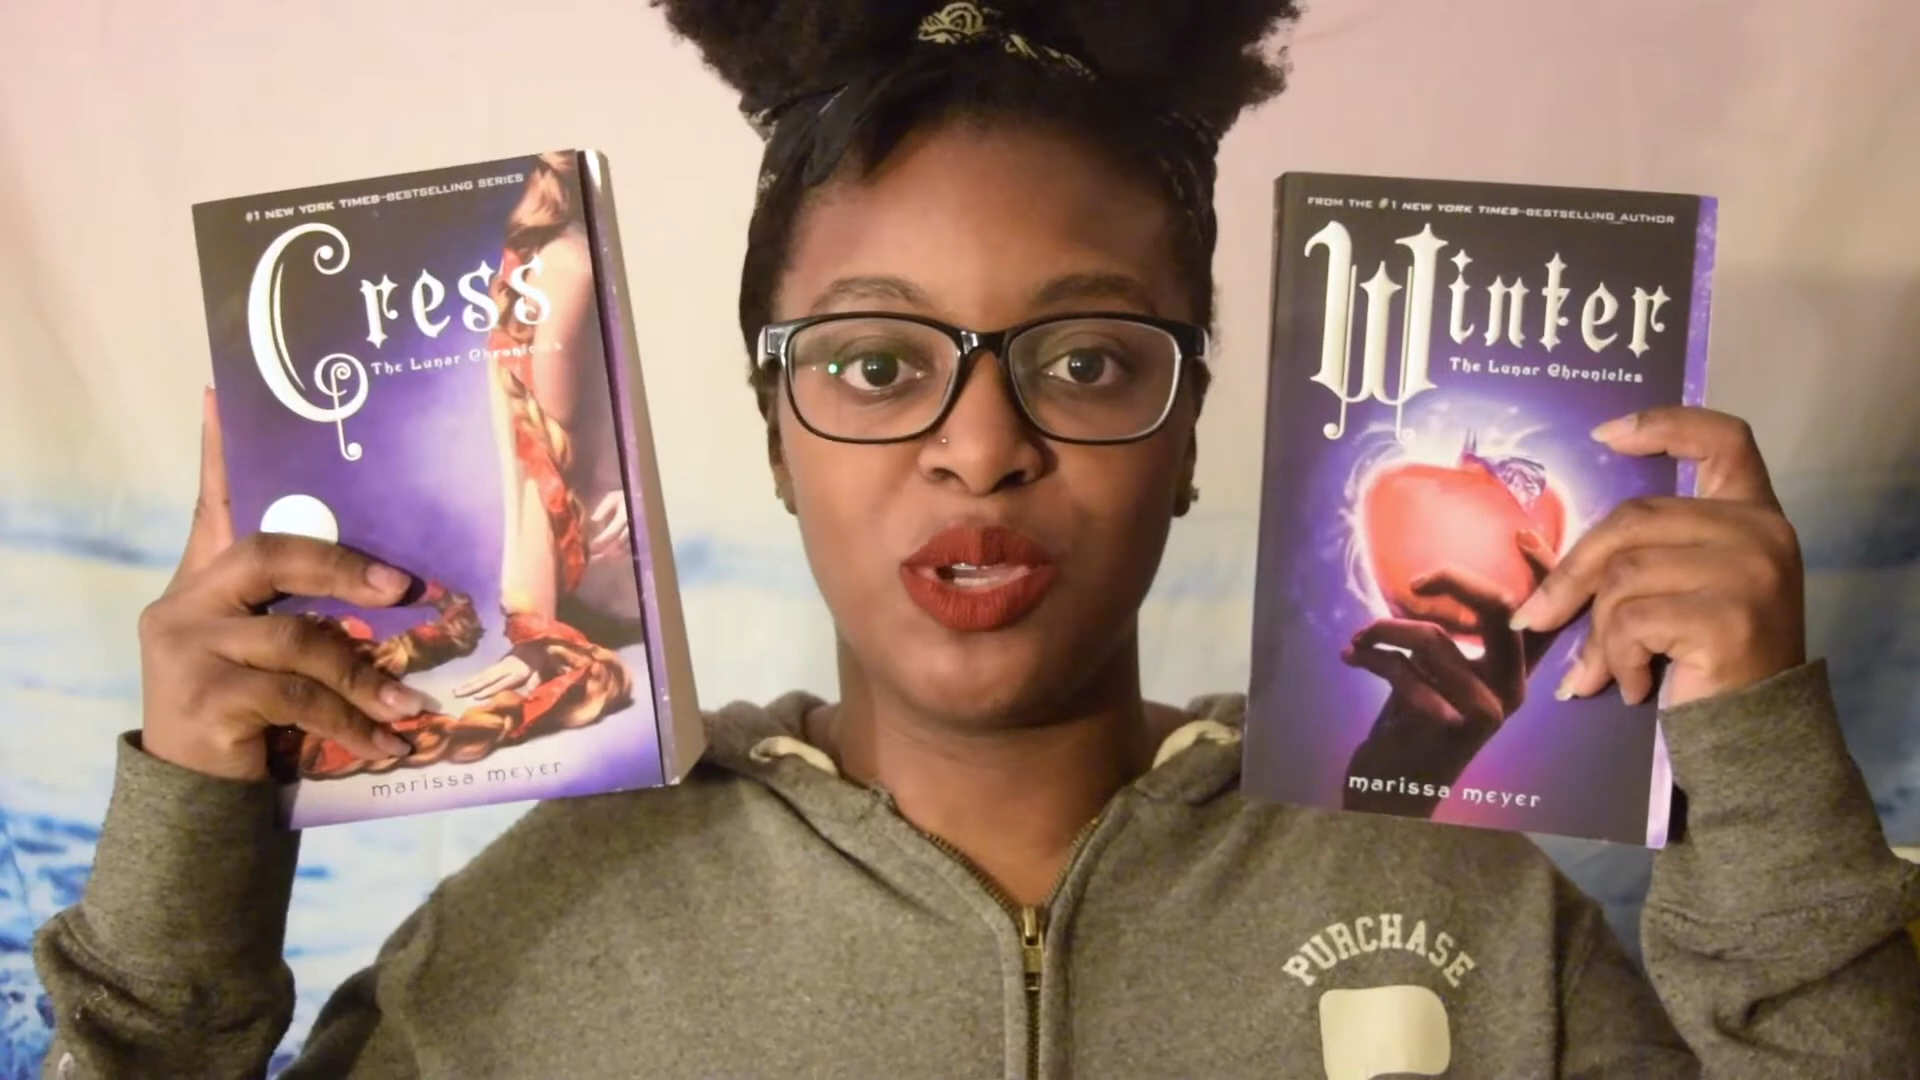 #1 NEW YORK TIMES-BESTSELLING SERIES
Cress
The Lunar Chronicles
marissa meyer
FROM THE #1 NEW YORK TIMES-BESTSELLING AUTHOR
Winter
The Lunar Chronicles
marissa meyer
PURCHASE